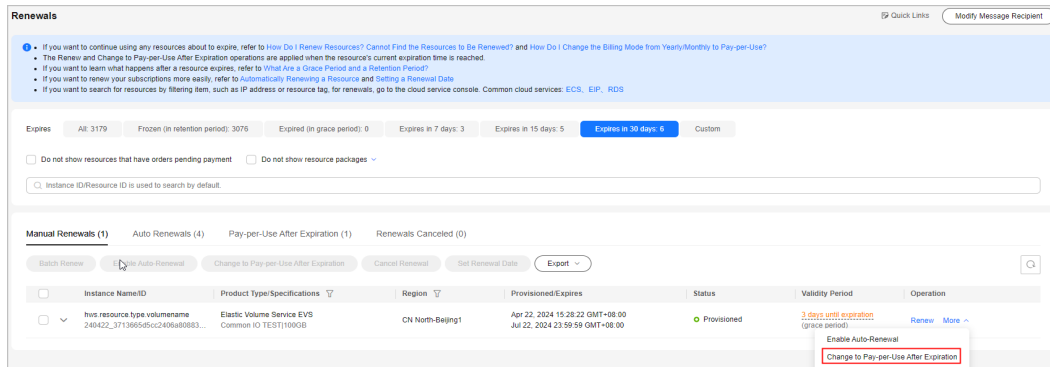 Renewals
Quick Links
Modify Message Recipient
• If you want to continue using any resources about to expire, refer to How Do I Renew Resources? Cannot Find the Resources to Be Renewed? and How Do I Change the Billing Mode from Yearly/Monthly to Pay-per-Use?
• The Renew and Change to Pay-per-Use After Expiration operations are applied when the resource's current expiration time is reached.
• If you want to learn what happens after a resource expires, refer to What Are a Grace Period and a Retention Period?
• If you want to renew your subscriptions more easily, refer to Automatically Renewing a Resource and Setting a Renewal Date
• If you want to search for resources by filtering item, such as IP address or resource tag, for renewals, go to the cloud service console. Common cloud services: ECS, EIP, RDS
Expires All: 3179 Frozen (in retention period): 3076 Expired (in grace period): 0 Expires in 7 days: 3 Expires in 15 days: 5 Expires in 30 days: 6 Custom
Do not show resources that have orders pending payment Do not show resource packages
Instance ID/Resource ID is used to search by default.
Manual Renewals (1) Auto Renewals (4) Pay-per-Use After Expiration (1) Renewals Canceled (0)
Batch Renew Enable Auto-Renewal Change to Pay-per-Use After Expiration Cancel Renewal Set Renewal Date Export
Instance Name/ID Product Type/Specifications Region Provisioned/Expires Status Validity Period Operation
hws.resource.type.volumename Elastic Volume Service EVS CN North-Beijing1 Apr 22, 2024 15:28:22 GMT+08:00 Provisioned 3 days until expiration Renew More
240422_3713665d5cc2406a80883... Common IO TEST|100GB Jul 22, 2024 23:59:59 GMT+08:00 (grace period)
Enable Auto-Renewal
Change to Pay-per-Use After Expiration